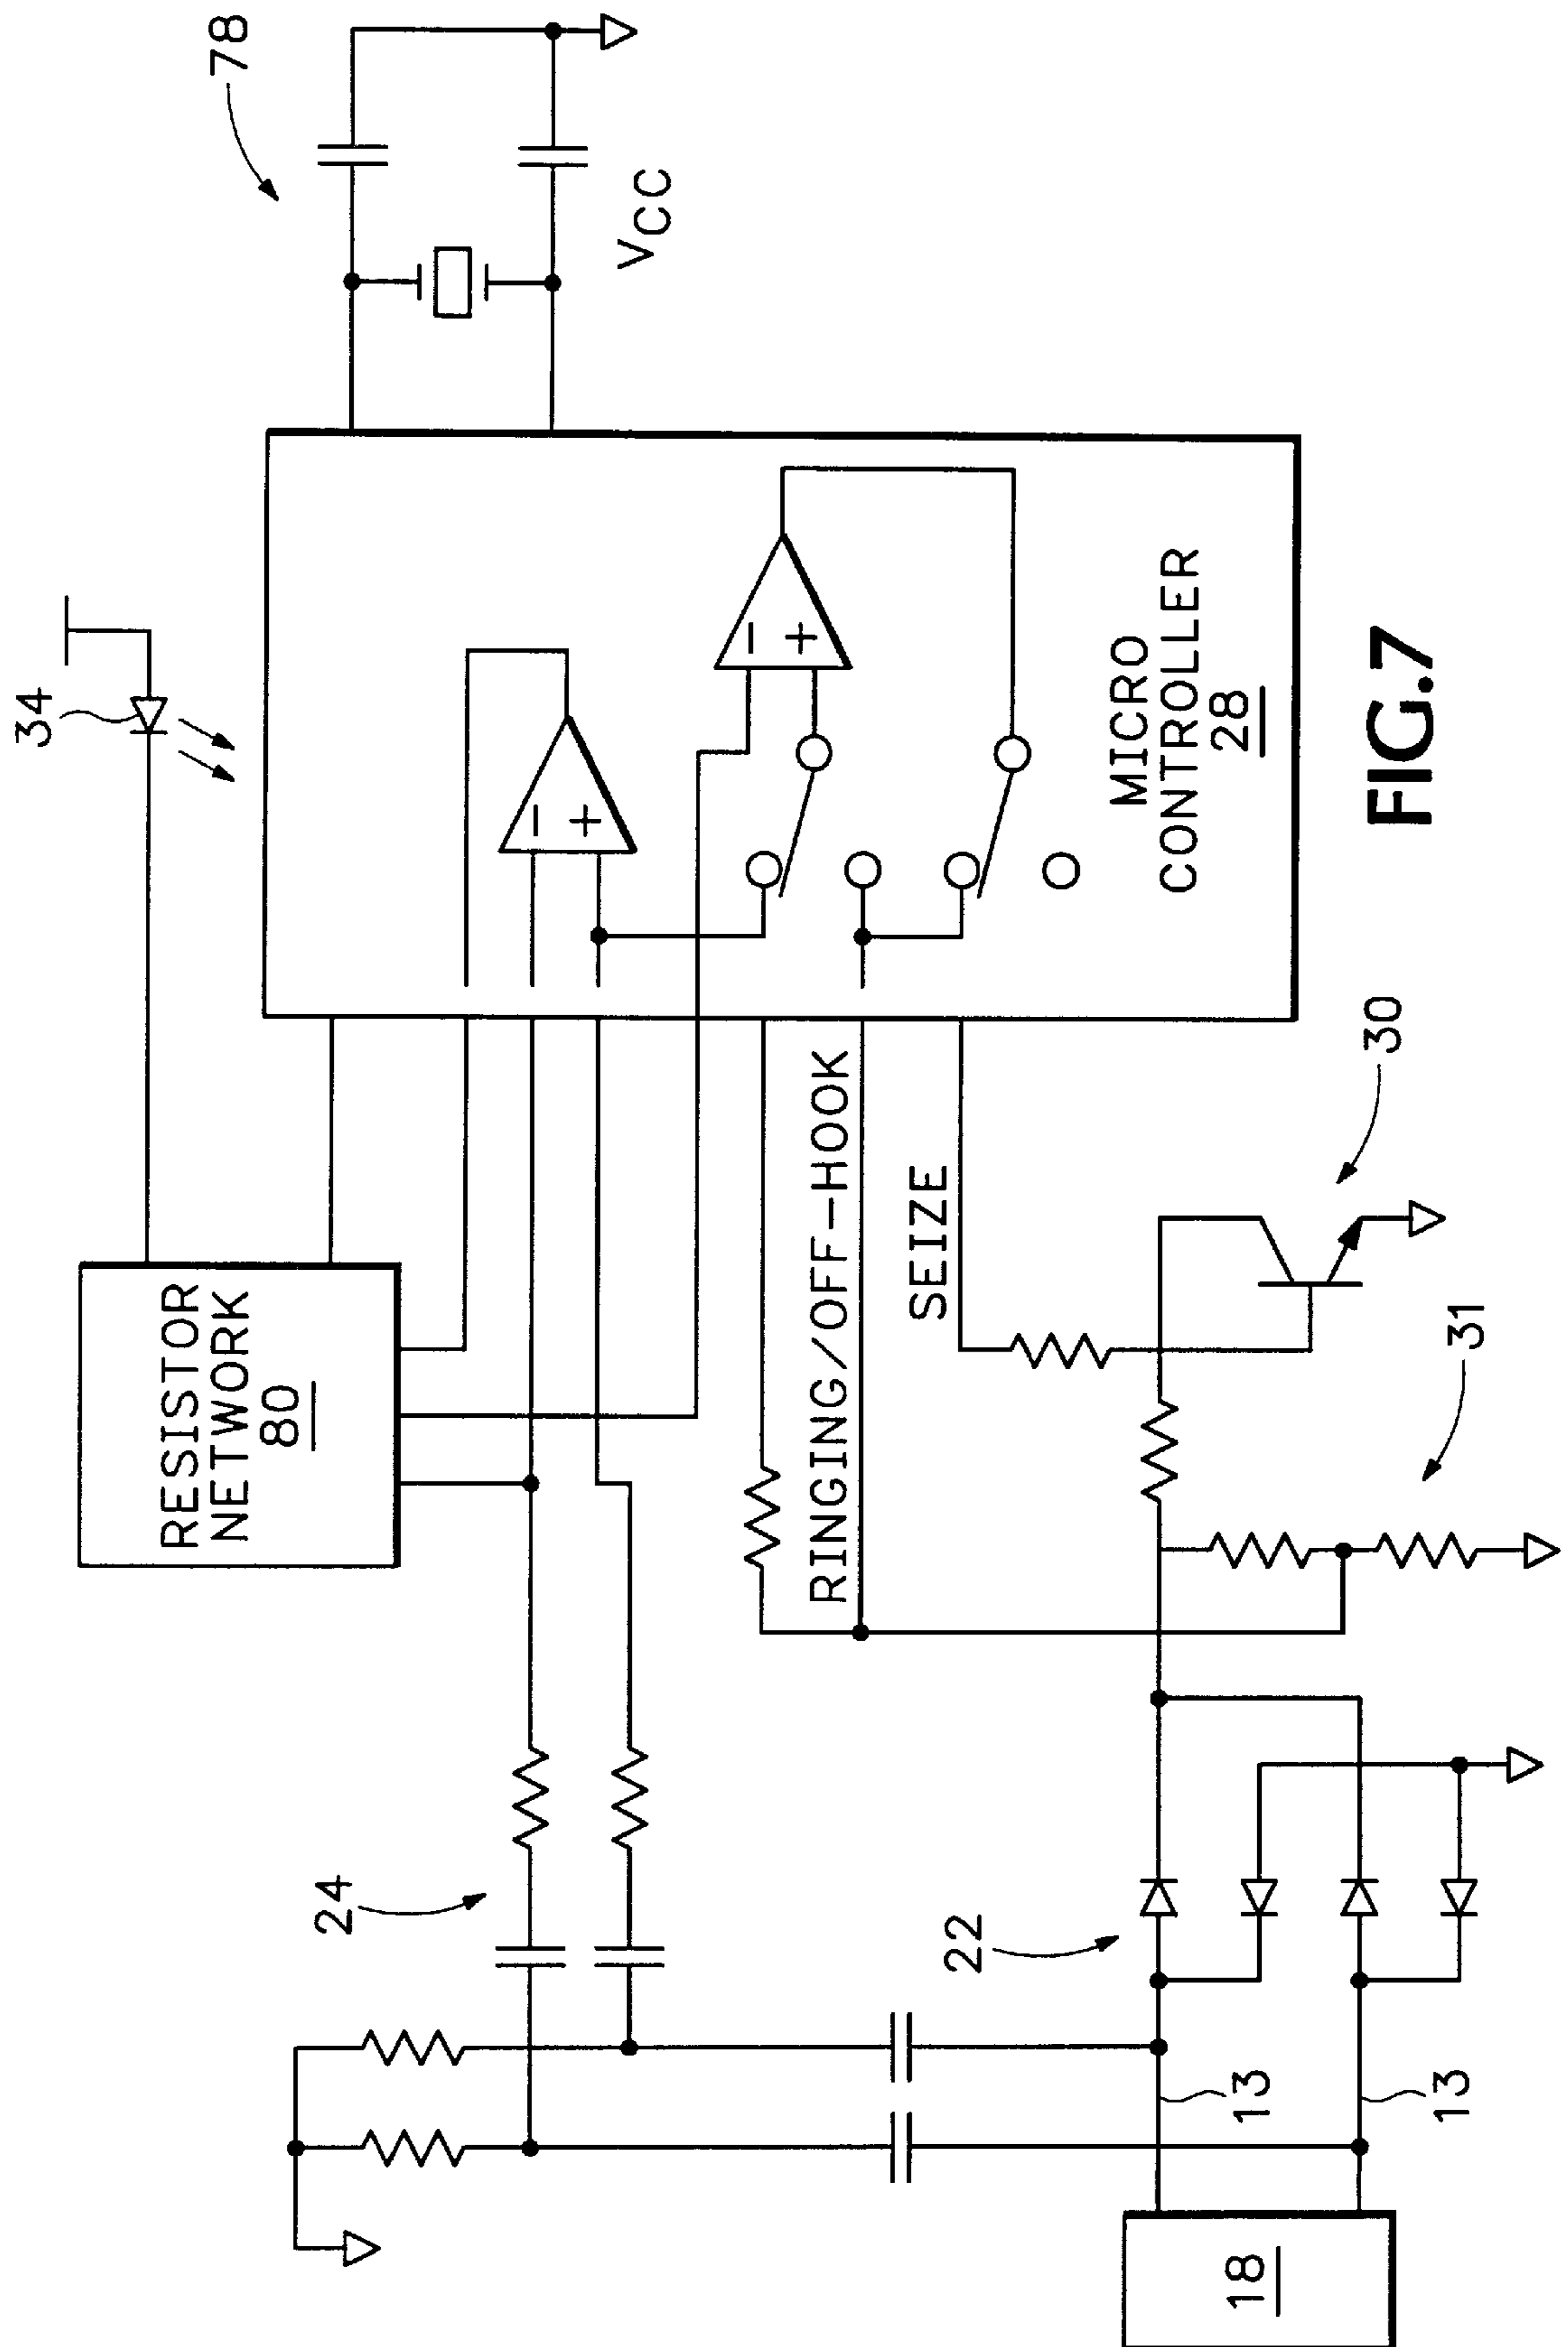 78
34
VCC
RESISTOR
NETWORK
80
−
+
−
+
MICRO
CONTROLLER
28
RINGING/OFF-HOOK
SEIZE
30
31
24
22
13
13
18
FIG.7